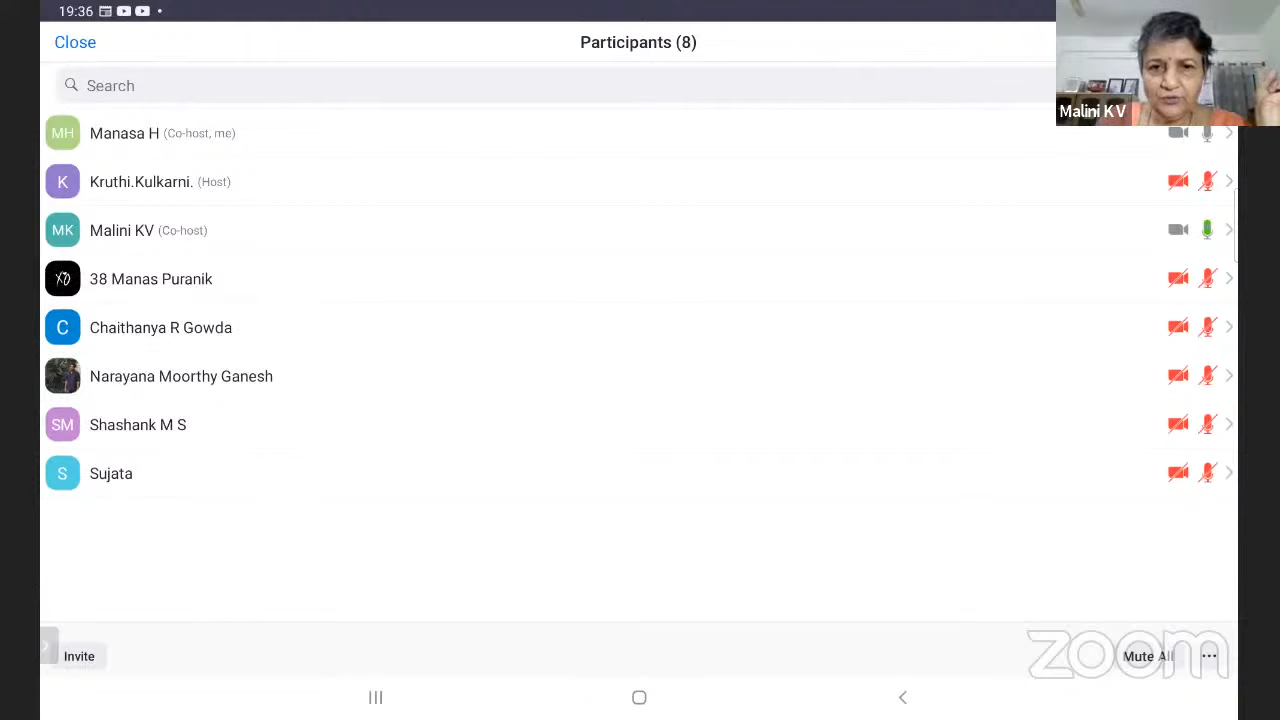 19:36
Close
Participants (8)
Search
Malini K V
MH Manasa H (Co-host, me)
K Kruthi.Kulkarni. (Host)
MK Malini KV (Co-host)
XO 38 Manas Puranik
C Chaithanya R Gowda
Narayana Moorthy Ganesh
SM Shashank M S
S Sujata
Invite
Mute All
zoom